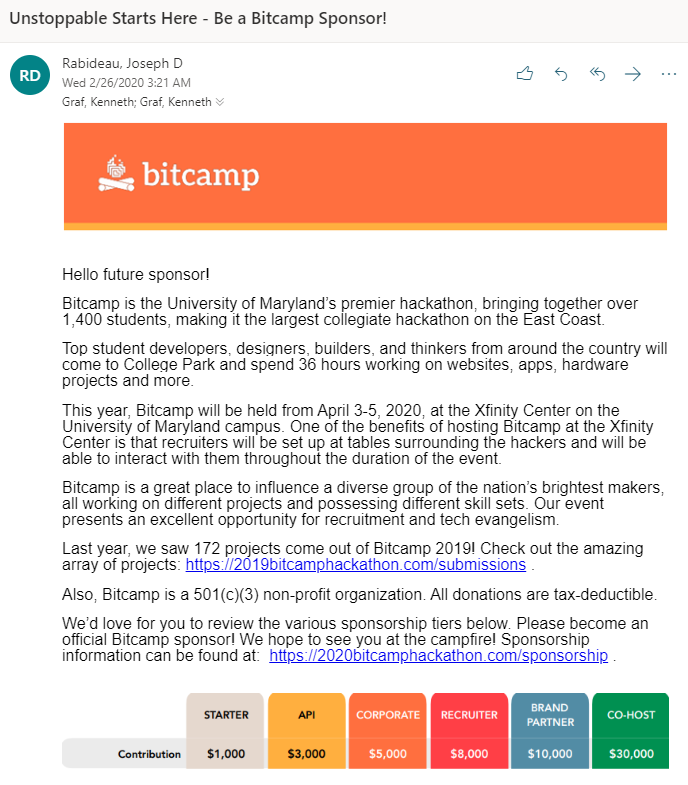 Unstoppable Starts Here - Be a Bitcamp Sponsor!
RD
Rabideau, Joseph D
Wed 2/26/2020 3:21 AM
Graf, Kenneth; Graf, Kenneth
bitcamp
Hello future sponsor!
Bitcamp is the University of Maryland's premier hackathon, bringing together over
1,400 students, making it the largest collegiate hackathon on the East Coast.
Top student developers, designers, builders, and thinkers from around the country will
come to College Park and spend 36 hours working on websites, apps, hardware
projects and more.
This year, Bitcamp will be held from April 3-5, 2020, at the Xfinity Center on the
University of Maryland campus. One of the benefits of hosting Bitcamp at the Xfinity
Center is that recruiters will be set up at tables surrounding the hackers and will be
able to interact with them throughout the duration of the event.
Bitcamp is a great place to influence a diverse group of the nation's brightest makers,
all working on different projects and possessing different skill sets. Our event
presents an excellent opportunity for recruitment and tech evangelism.
Last year, we saw 172 projects come out of Bitcamp 2019! Check out the amazing
array of projects: https://2019bitcamphackathon.com/submissions .
Also, Bitcamp is a 501(c)(3) non-profit organization. All donations are tax-deductible.
We'd love for you to review the various sponsorship tiers below. Please become an
official Bitcamp sponsor! We hope to see you at the campfire! Sponsorship
information can be found at: https://2020bitcamphackathon.com/sponsorship .
STARTER API CORPORATE RECRUITER BRAND PARTNER CO-HOST
Contribution $1,000 $3,000 $5,000 $8,000 $10,000 $30,000